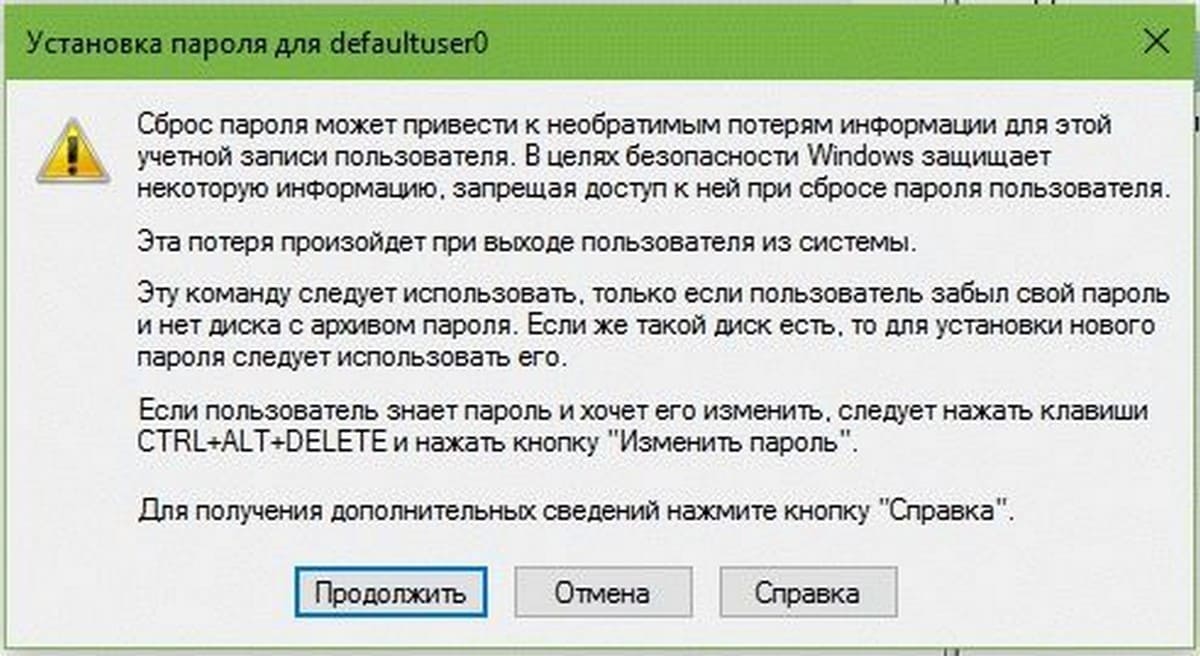 Установка пароля для defaultuser0
Сброс пароля может привести к необратимым потерям информации для этой
учетной записи пользователя. В целях безопасности Windows защищает
некоторую информацию, запрещая доступ к ней при сбросе пароля пользователя.
Эта потеря произойдет при выходе пользователя из системы.
Эту команду следует использовать, только если пользователь забыл свой пароль
и нет диска с архивом пароля. Если же такой диск есть, то для установки нового
пароля следует использовать его.
Если пользователь знает пароль и хочет его изменить, следует нажать клавиши
CTRL+ALT+DELETE и нажать кнопку "Изменить пароль".
Для получения дополнительных сведений нажмите кнопку "Справка".
Продолжить Отмена Справка